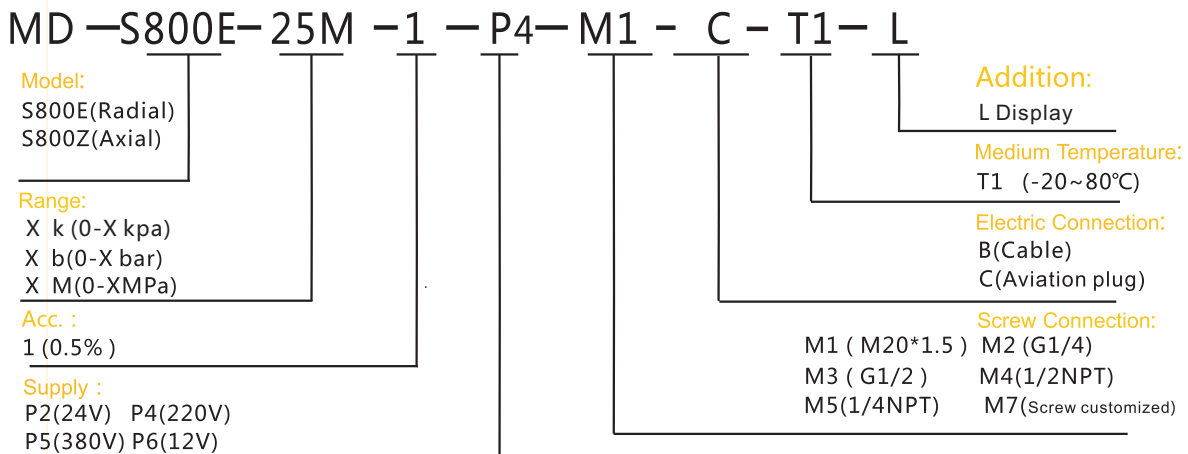 MD—S800E—25M—1—P4—M1-C-T1—L
Model:
S800E(Radial)
S800Z(Axial)
Range:
X k (0-X kpa)
X b(0-X bar)
X M(0-XMPa)
Acc. :
1 (0.5% )
Supply :
P2(24V) P4(220V)
P5(380V) P6(12V)
Addition:
L Display
Medium Temperature:
T1 (-20~80℃)
Electric Connection:
B(Cable)
C(Aviation plug)
Screw Connection:
M1 ( M20*1.5 ) M2 (G1/4)
M3 ( G1/2 ) M4(1/2NPT)
M5(1/4NPT) M7(Screw customized)